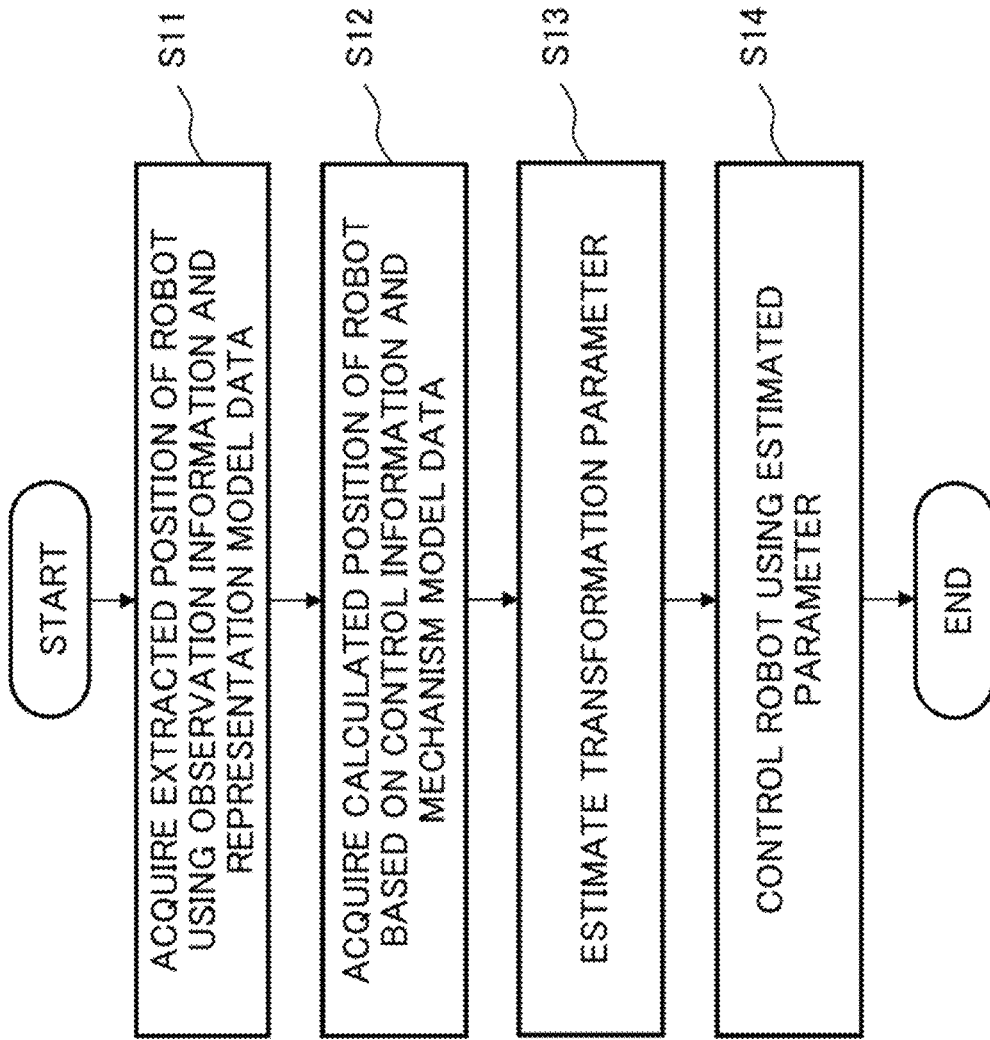 START
ACQUIRE EXTRACTED POSITION OF ROBOT
USING OBSERVATION INFORMATION AND
REPRESENTATION MODEL DATA
S11
ACQUIRE CALCULATED POSITION OF ROBOT
BASED ON CONTROL INFORMATION AND
MECHANISM MODEL DATA
S12
ESTIMATE TRANSFORMATION PARAMETER
S13
CONTROL ROBOT USING ESTIMATED
PARAMETER
S14
END